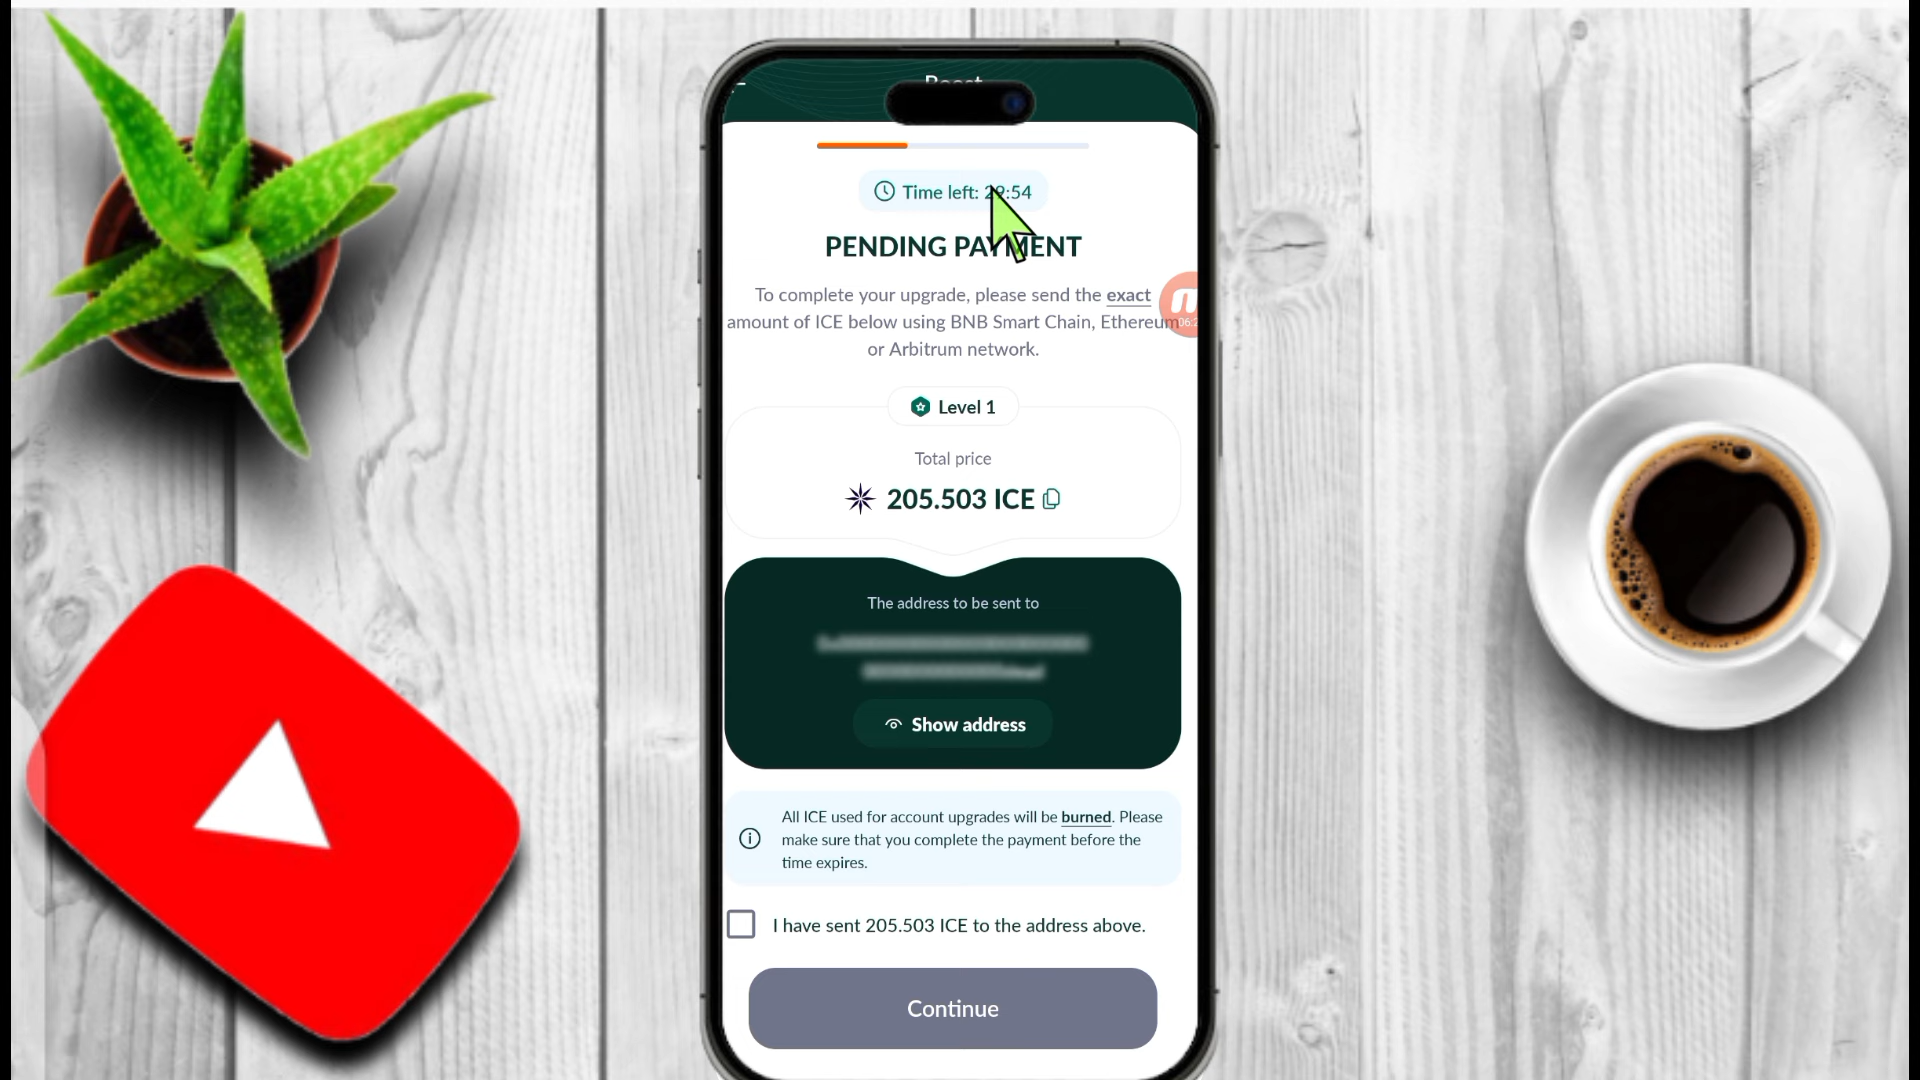 Boost
Time left: 29:54
PENDING PAYMENT
To complete your upgrade, please send the exact
amount of ICE below using BNB Smart Chain, Ethereum
or Arbitrum network.
Level 1
Total price
205.503 ICE
The address to be sent to
Show address
All ICE used for account upgrades will be burned. Please
make sure that you complete the payment before the
time expires.
I have sent 205.503 ICE to the address above.
Continue